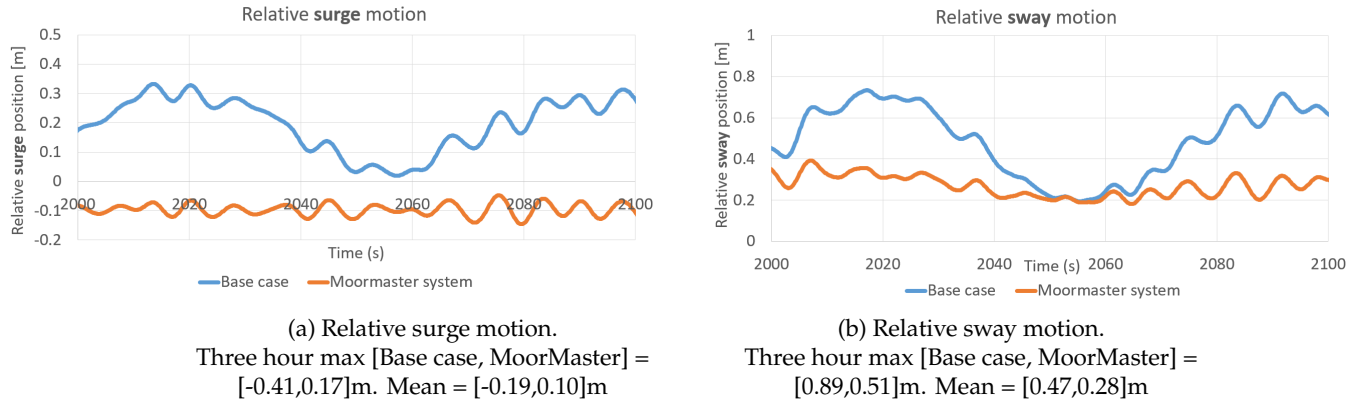 Relative surge motion
0.5
0.4
0.3
0.2
0.1
0
-0.1
-0.2
Relative surge position [m]
2000
2020
2040
2060
2080
2100
Time (s)
Base case
Moormaster system
(a) Relative surge motion.
Three hour max [Base case, MoorMaster] =
[-0.41,0.17]m. Mean = [-0.19,0.10]m
Relative sway motion
1
0.8
0.6
0.4
0.2
0
Relative sway position [m]
2000
2020
2040
Time (s)
2060
2080
2100
Base case
Moormaster system
(b) Relative sway motion.
Three hour max [Base case, MoorMaster] =
[0.89,0.51]m. Mean = [0.47,0.28]m